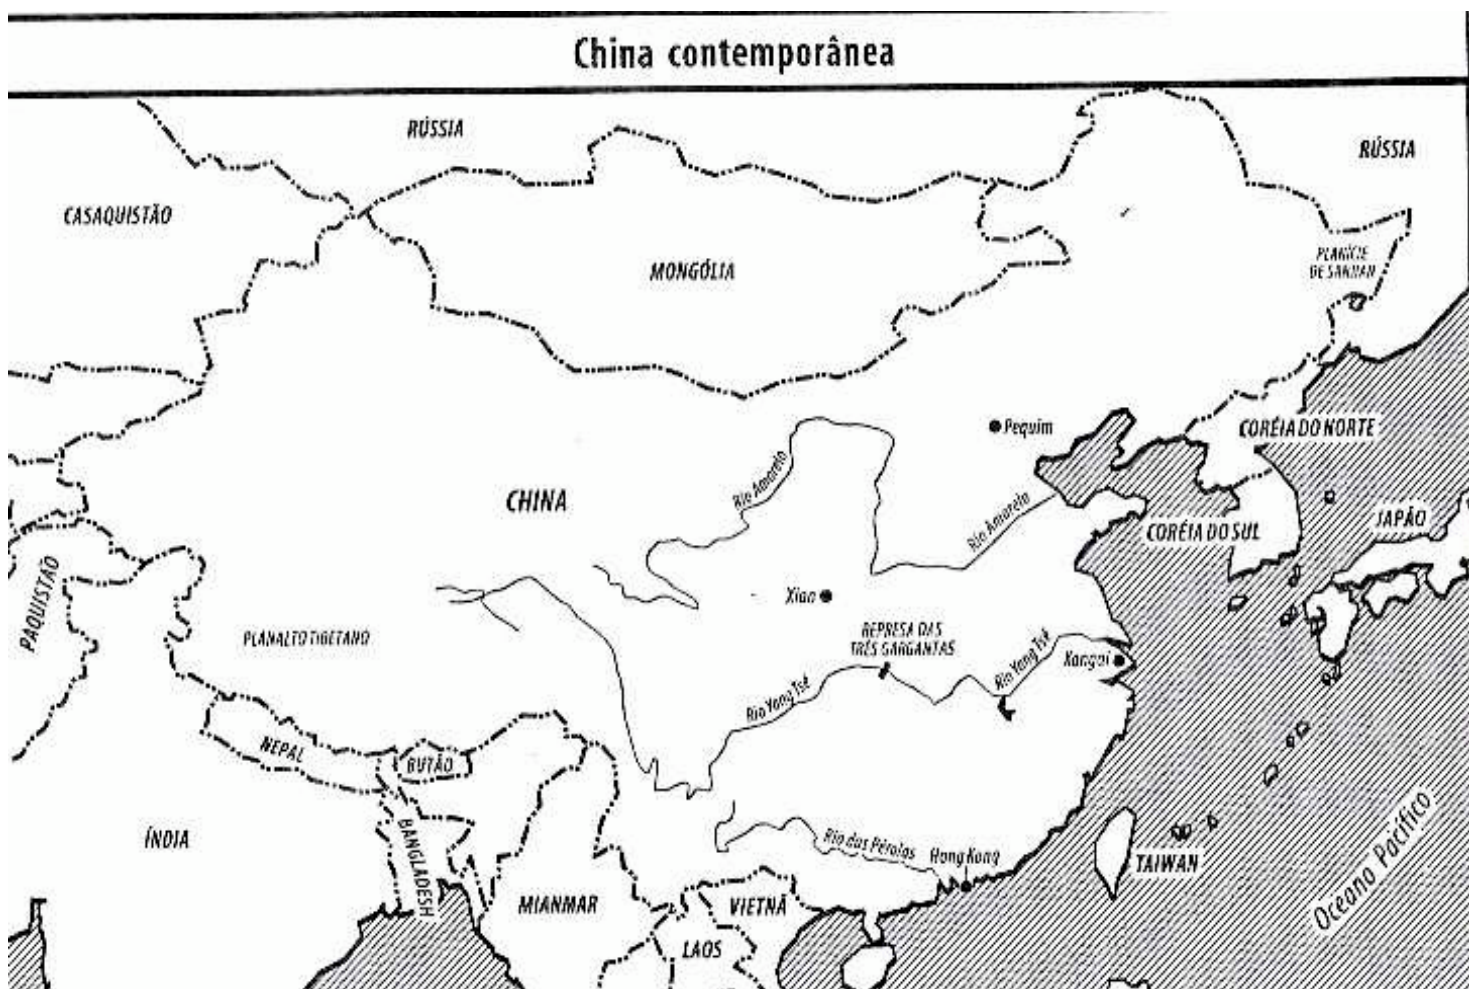 China contemporânea
RÚSSIA
RÚSSIA
CASAQUISTÃO
MONGÓLIA
PLANÍCIE
DE SANHAN
Pequim
CORÉIA DO NORTE
Rio Amarelo
CHINA
Rio Amarelo
CORÉIA DO SUL
JAPÃO
PAQUISTÃO
Xian
PLANALTO TIBETANO
REPRESA DAS
TRÊS GARGANTAS
Rio Yang Tsé
Xangai
Rio Yang Tsé
NEPAL
BUTÃO
ÍNDIA
BANGLADESH
Rio das Pérolas
Hong Kong
TAIWAN
Oceano Pacífico
MIANMAR
VIETNÃ
LAOS